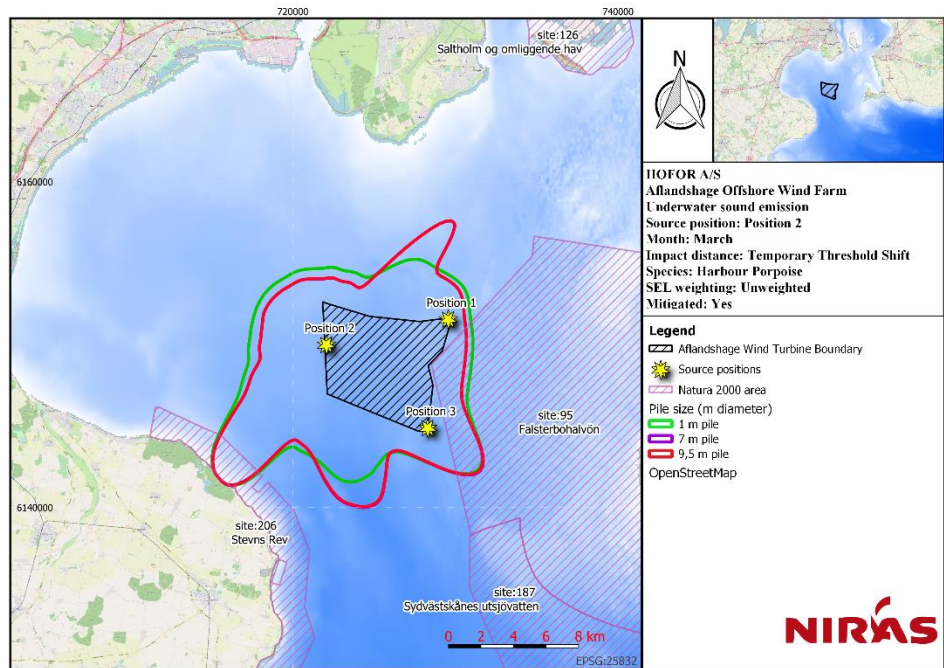 720000
740000
site:126
Saltholm og omliggende hav
6160000
Position 1
Position 2
Position 3
site:95
Falsterbohalvön
6140000
site:206
Stevns Rev
site:187
Sydvästskånes utsjövatten
0 2 4 6 8 km
EPSG:25832
N
HOFOR A/S
Aflandshage Offshore Wind Farm
Underwater sound emission
Source position: Position 2
Month: March
Impact distance: Temporary Threshold Shift
Species: Harbour Porpoise
SEL weighting: Unweighted
Mitigated: Yes
Legend
Aflandshage Wind Turbine Boundary
Source positions
Natura 2000 area
Pile size (m diameter)
1 m pile
7 m pile
9,5 m pile
OpenStreetMap
NIRÁS